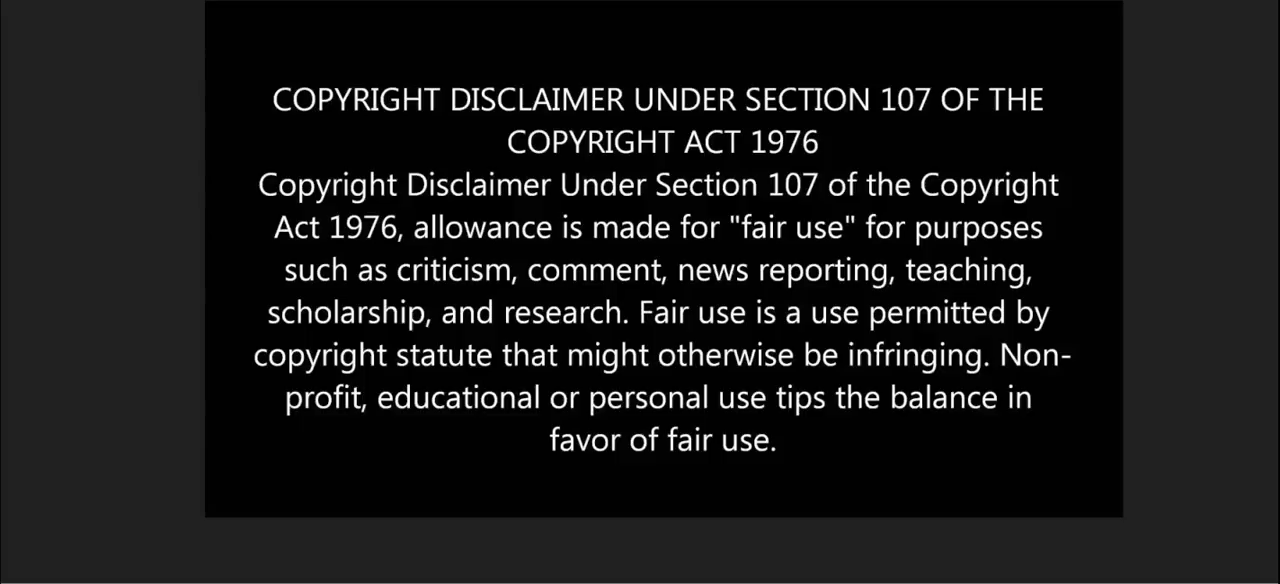 COPYRIGHT DISCLAIMER UNDER SECTION 107 OF THE
COPYRIGHT ACT 1976
Copyright Disclaimer Under Section 107 of the Copyright
Act 1976, allowance is made for "fair use" for purposes
such as criticism, comment, news reporting, teaching,
scholarship, and research. Fair use is a use permitted by
copyright statute that might otherwise be infringing. Non-
profit, educational or personal use tips the balance in
favor of fair use.